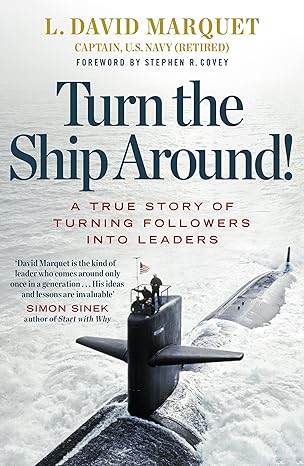 L. DAVID MARQUET
CAPTAIN, U.S. NAVY (RETIRED)
FOREWORD BY STEPHEN R. COVEY
Turn the
Ship Around!
A TRUE STORY OF
TURNING FOLLOWERS
INTO LEADERS
‘David Marquet is the kind of
leader who comes around only
once in a generation . . . His ideas
and lessons are invaluable’
SIMON SINEK
author of Start with Why